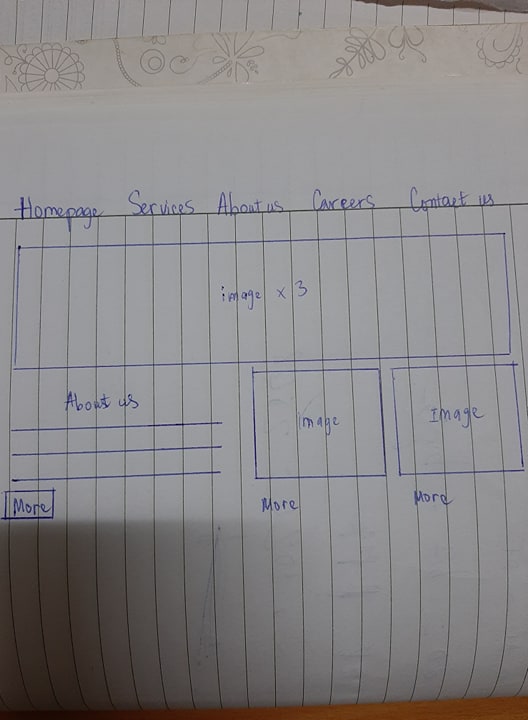 Homepage Services About us Careers Contact us
image x 3
About us
image Image
More More More